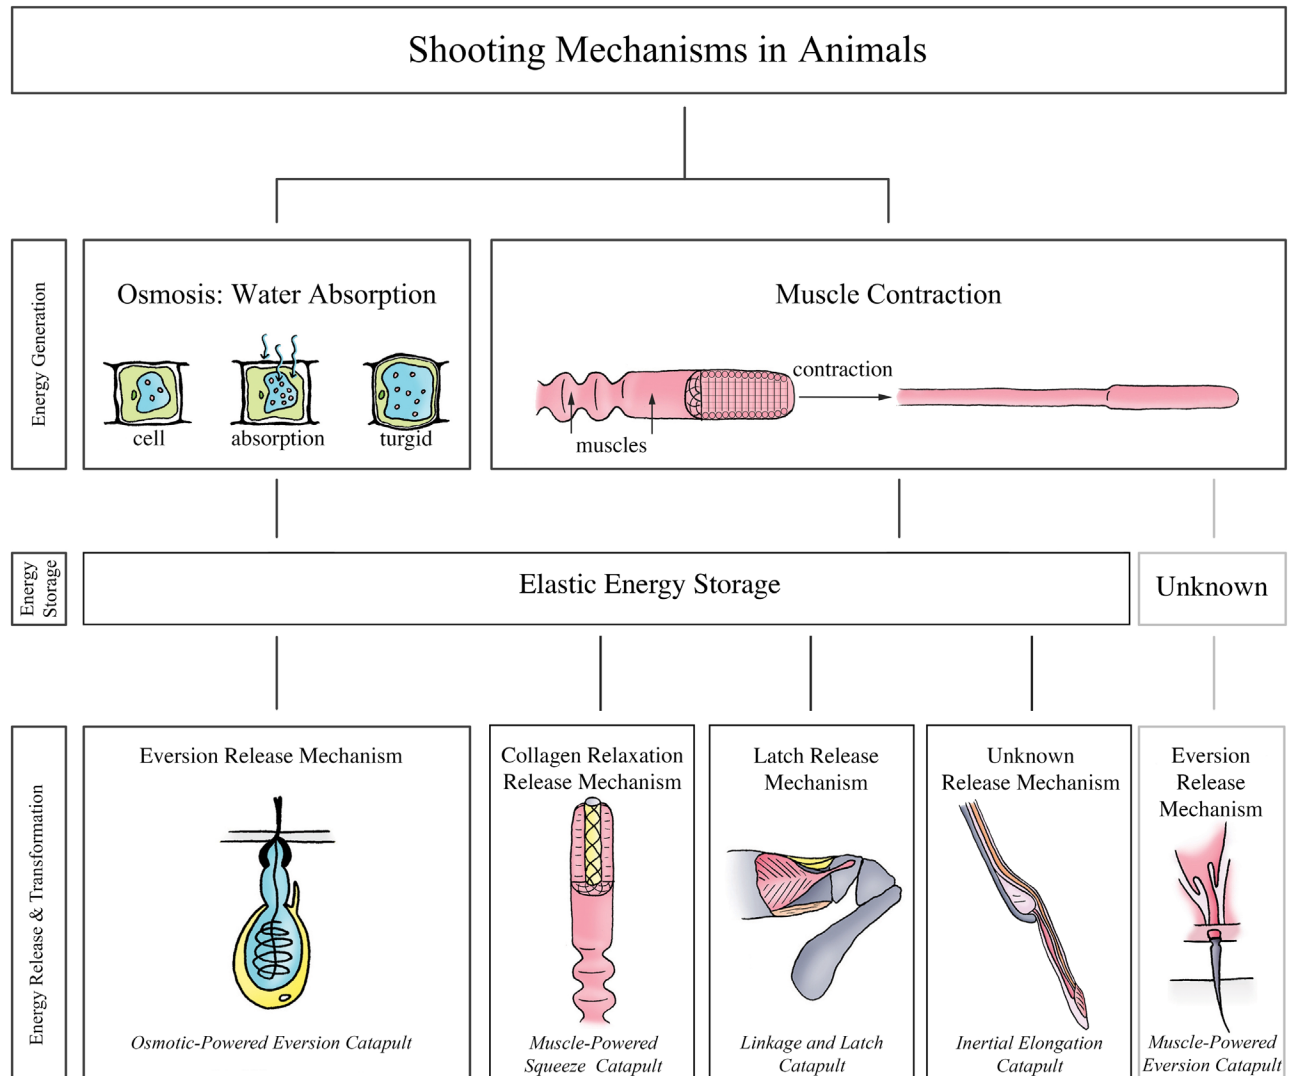 Shooting Mechanisms in Animals
Energy Generation
Osmosis: Water Absorption
cell
absorption
turgid
Muscle Contraction
contraction
muscles
Energy
Storage
Elastic Energy Storage
Unknown
Energy Release & Transformation
Eversion Release Mechanism
Osmotic-Powered Eversion Catapult
Collagen Relaxation
Release Mechanism
Muscle-Powered
Squeeze Catapult
Latch Release
Mechanism
Linkage and Latch
Catapult
Unknown
Release Mechanism
Inertial Elongation
Catapult
Eversion
Release
Mechanism
Muscle-Powered
Eversion Catapult